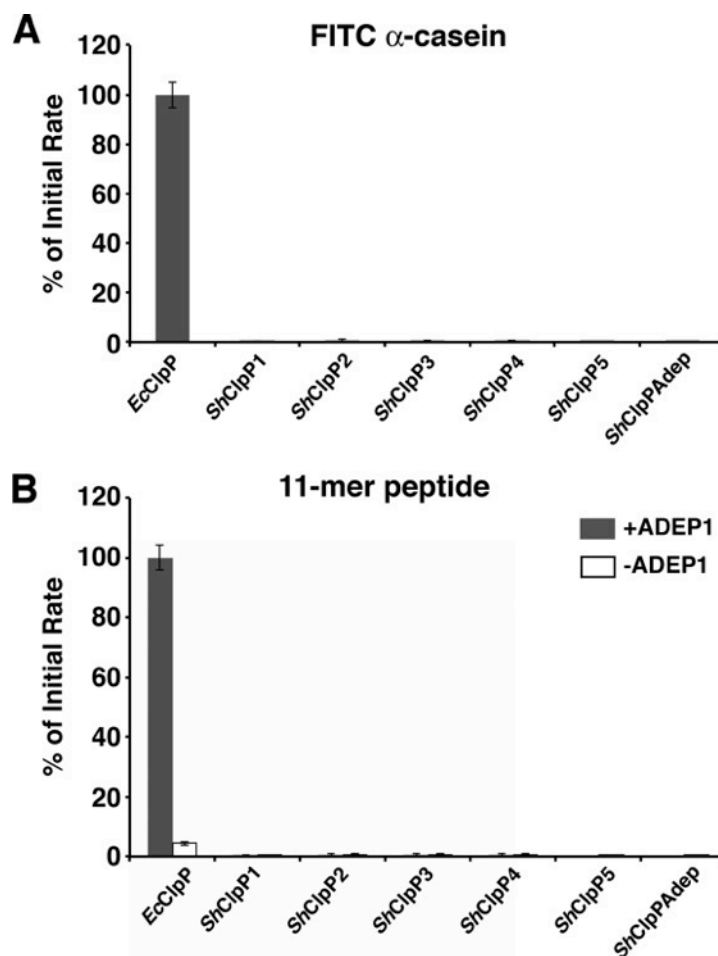 A
FITC α-casein
% of Initial Rate
120
100
80
60
40
20
0
EcClpP
ShClpP1
ShClpP2
ShClpP3
ShClpP4
ShClpP5
ShClpPAdep
B
11-mer peptide
% of Initial Rate
120
100
80
60
40
20
0
+ADEP1
-ADEP1
EcClpP
ShClpP1
ShClpP2
ShClpP3
ShClpP4
ShClpP5
ShClpPAdep